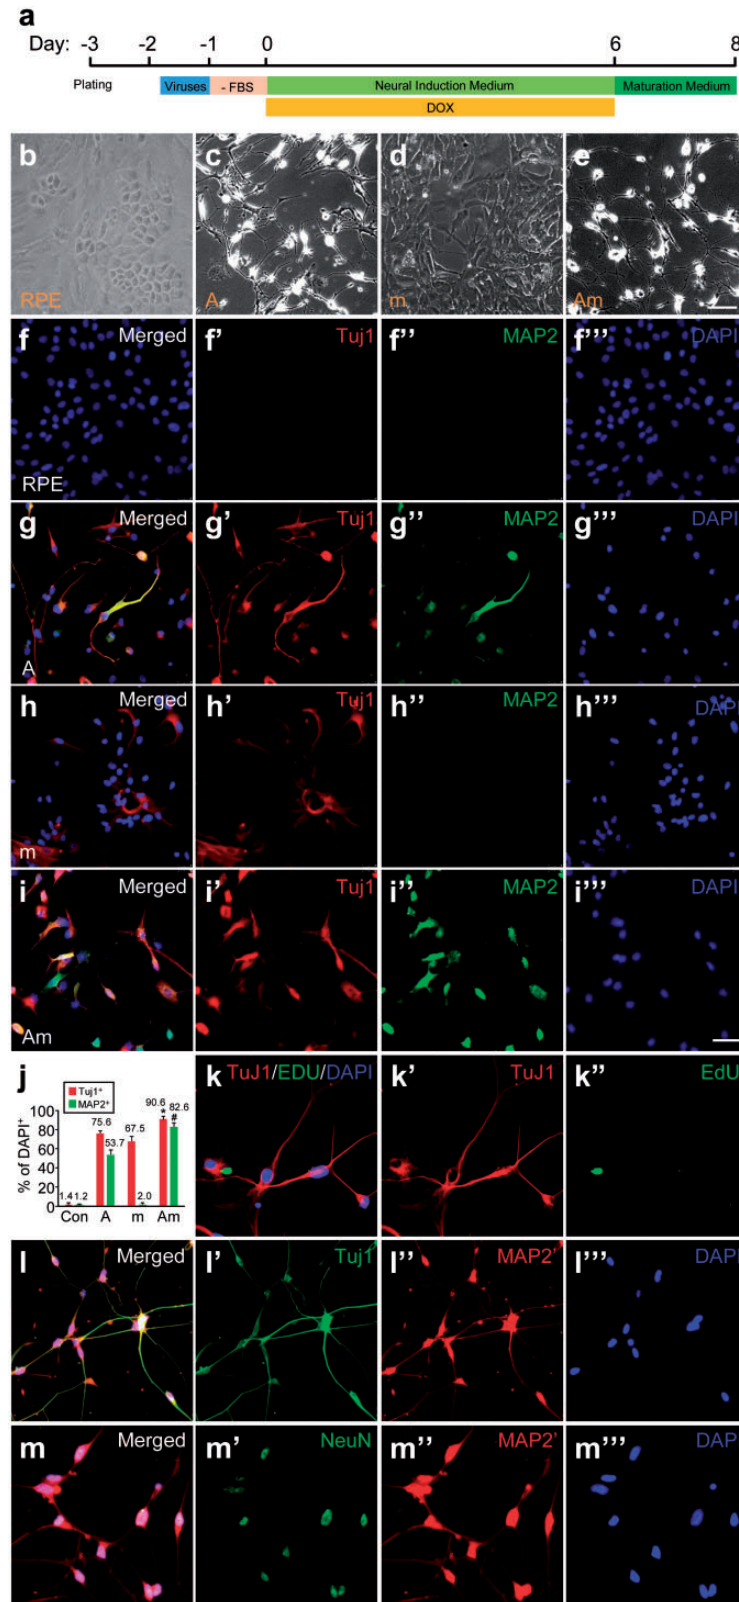 a
Day: -3 -2 -1 0 6 8
Plating Viruses - FBS Neural Induction Medium Maturation Medium
DOX
b c d e
RPE A m Am
f Merged f' Tuj1 f'' MAP2 f''' DAPI
RPE
g Merged g' Tuj1 g'' MAP2 g''' DAPI
A
h Merged h' Tuj1 h'' MAP2 h''' DAPI
m
i Merged i' Tuj1 i'' MAP2 i''' DAPI
Am
j k TuJ1/EDU/DAPI k' TuJ1 k'' EdU
Tuj1+
MAP2+
% of DAPI+
100
80
60
40
20
0
1.4 1.2 75.6 53.7 67.5 2.0 90.6 82.6
* #
Con A m Am
l Merged l' Tuj1 l'' MAP2' l''' DAPI
m Merged m' NeuN m'' MAP2' m''' DAPI